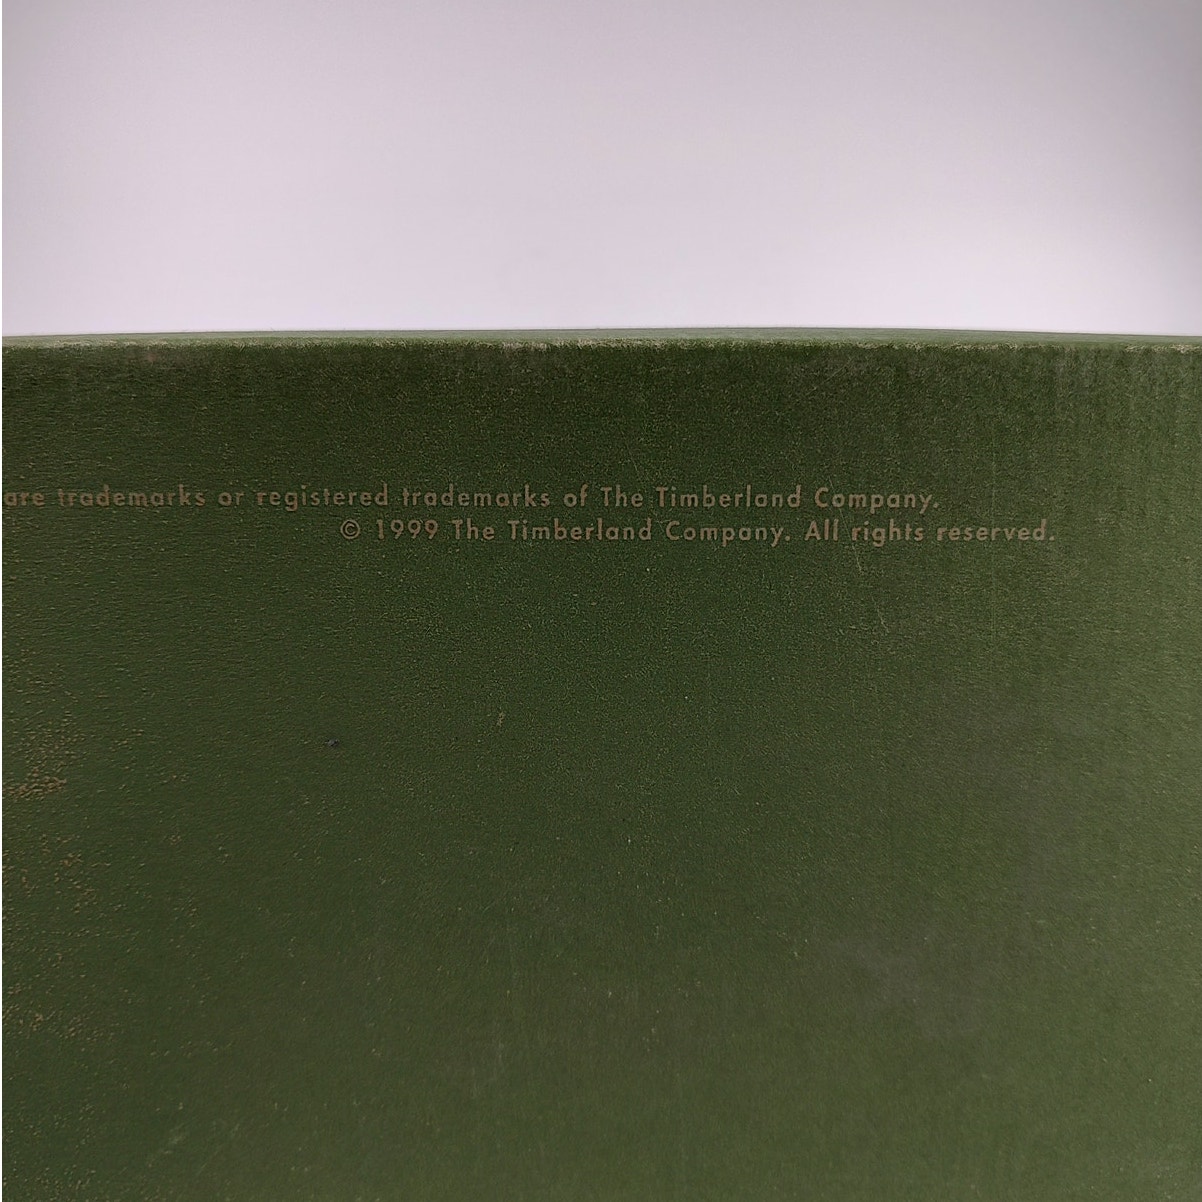 are trademarks or registered trademarks of The Timberland Company.
© 1999 The Timberland Company. All rights reserved.